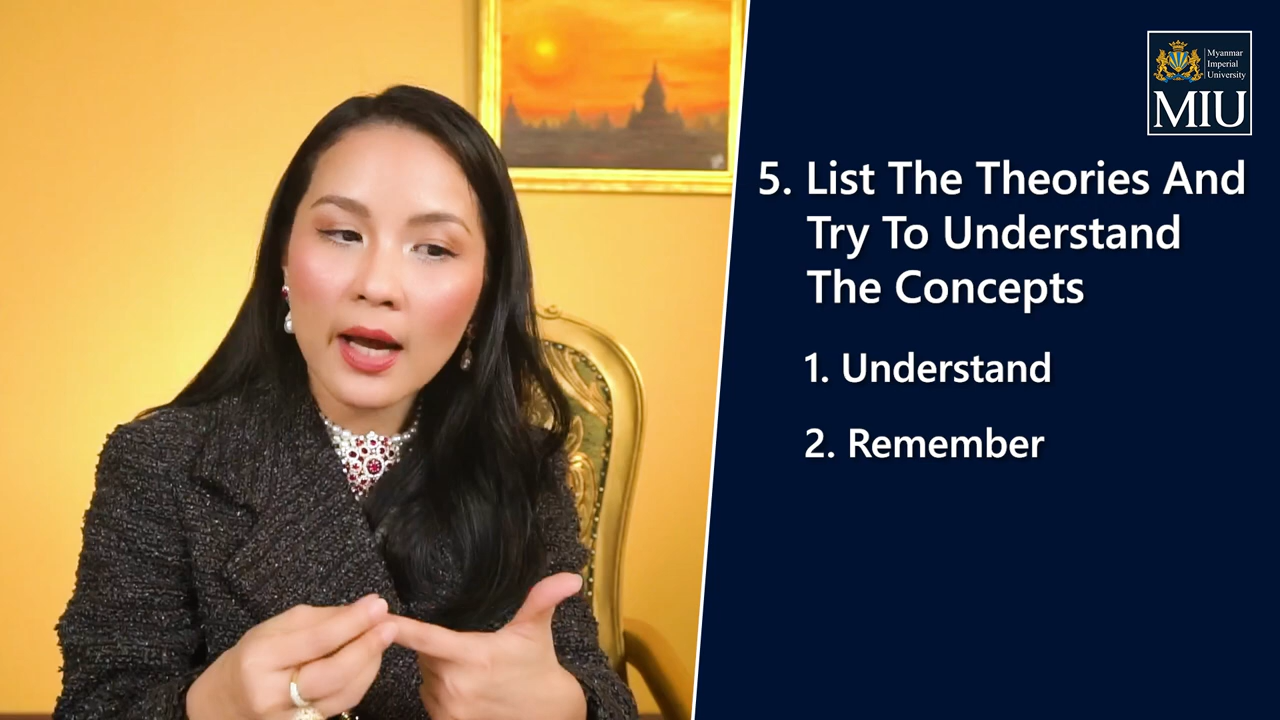 Myanmar
Imperial
University
MIU
5. List The Theories And
Try To Understand
The Concepts
1. Understand
2. Remember